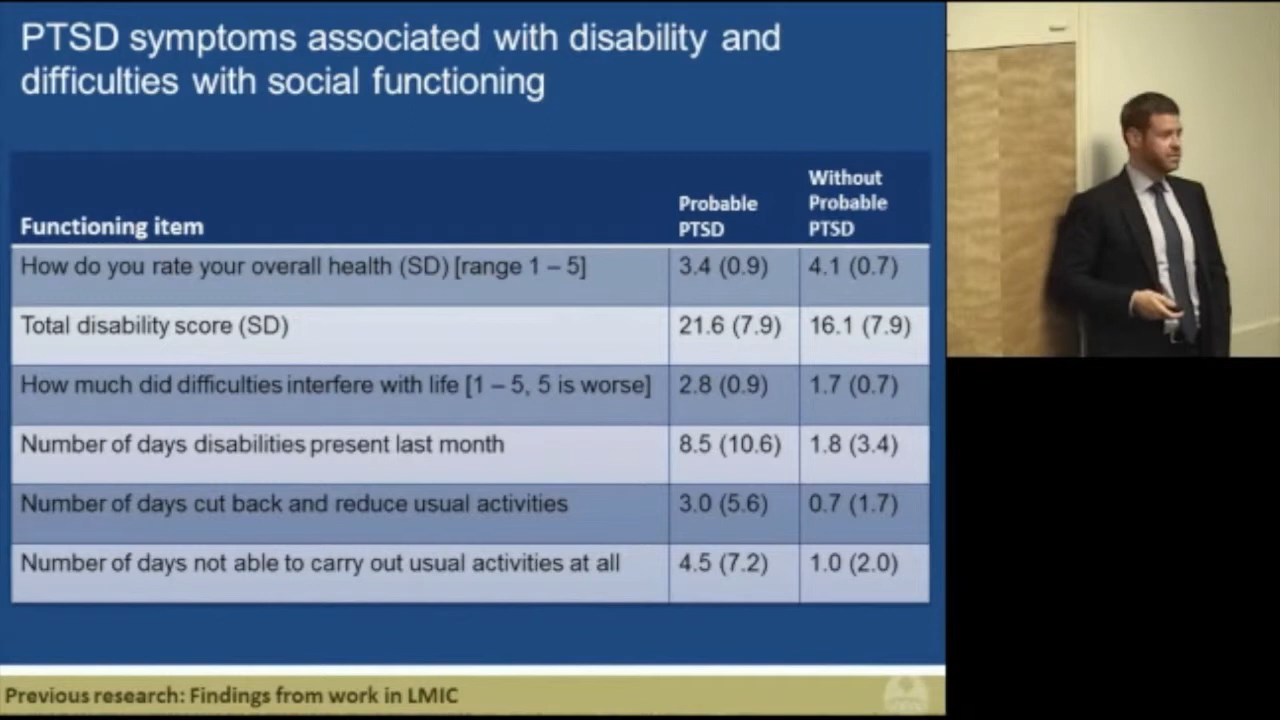 PTSD symptoms associated with disability and
difficulties with social functioning
Functioning item
Probable
PTSD
Without
Probable
PTSD
How do you rate your overall health (SD) [range 1 – 5] 3.4 (0.9) 4.1 (0.7)
Total disability score (SD) 21.6 (7.9) 16.1 (7.9)
How much did difficulties interfere with life [1 – 5, 5 is worse] 2.8 (0.9) 1.7 (0.7)
Number of days disabilities present last month 8.5 (10.6) 1.8 (3.4)
Number of days cut back and reduce usual activities 3.0 (5.6) 0.7 (1.7)
Number of days not able to carry out usual activities at all 4.5 (7.2) 1.0 (2.0)
Previous research: Findings from work in LMIC